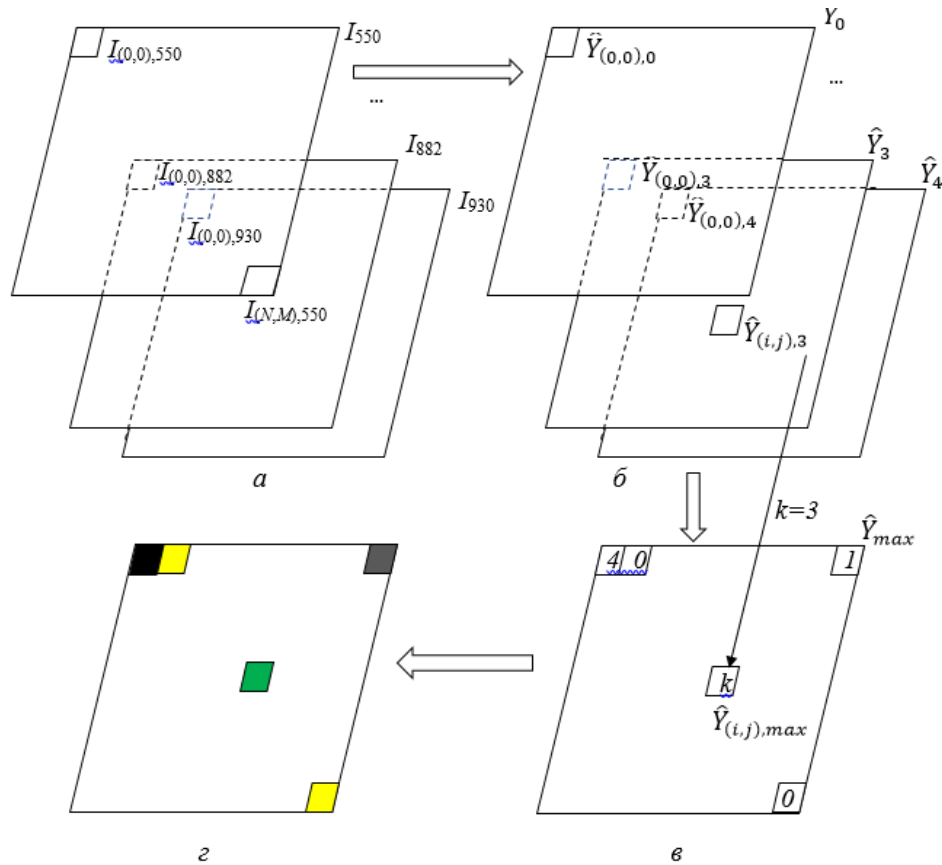 I₅₅₀
I₍₀,₀₎,₅₅₀
...
I₈₈₂
I₍₀,₀₎,₈₈₂
I₉₃₀
I₍₀,₀₎,₉₃₀
I₍N,M₎,₅₅₀
а
Y₀
Ŷ₍₀,₀₎,₀
...
Ŷ₃
Ŷ₍₀,₀₎,₃
Ŷ₄
Ŷ₍₀,₀₎,₄
Ŷ₍i,j₎,₃
б
k=3
Ŷmax
4 0 1
k
Ŷ(i,j),max
0
г
в